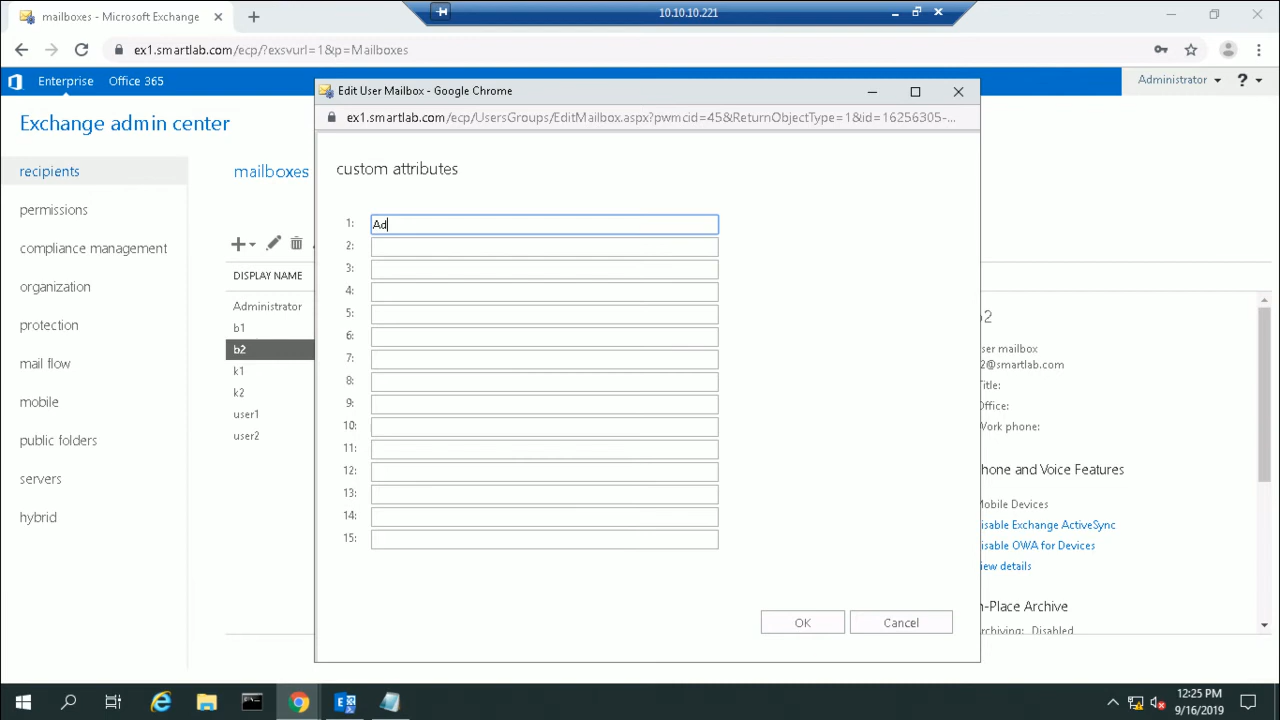 mailboxes - Microsoft Exchange
10.10.10.221
ex1.smartlab.com/ecp/?exsvurl=1&p=Mailboxes
Enterprise Office 365
Administrator
?
Edit User Mailbox - Google Chrome
ex1.smartlab.com/ecp/UsersGroups/EditMailbox.aspx?pwmcid=45&ReturnObjectType=1&id=16256305-...
Exchange admin center
recipients
permissions
compliance management
organization
protection
mail flow
mobile
public folders
servers
hybrid
mailboxes
DISPLAY NAME
Administrator
b1
b2
k1
k2
user1
user2
custom attributes
1: Ad
2:
3:
4:
5:
6:
7:
8:
9:
10:
11:
12:
13:
14:
15:
OK Cancel
b2
ser mailbox
2@smartlab.com
Title:
Office:
Work phone:
hone and Voice Features
Mobile Devices
isable Exchange ActiveSync
isable OWA for Devices
iew details
n-Place Archive
rchiving: Disabled
12:25 PM
9/16/2019